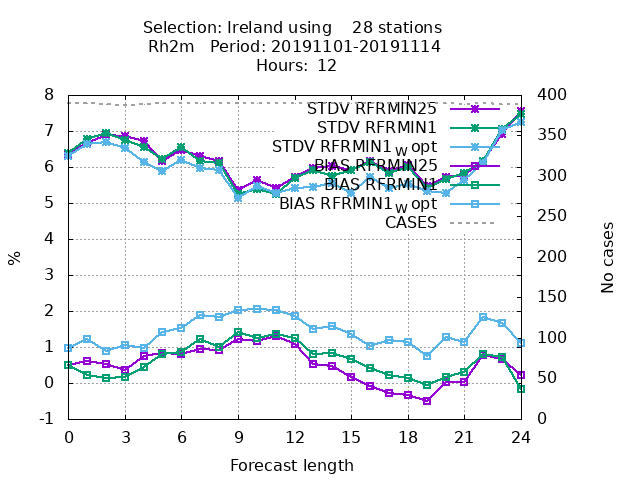 Selection: Ireland using    28 stations
Rh2m   Period: 20191101-20191114
Hours: 12
8 400
STDV RFRMIN25
STDV RFRMIN1
7 350
STDV RFRMIN1_W opt
BIAS RFRMIN25
6 300
BIAS RFRMIN1
BIAS RFRMIN1_W opt
5 250
CASES
4 200
3 150
2
1 100
0 50
-1 0
0 3 6 9 12 15 18 21 24
%
No cases
Forecast length